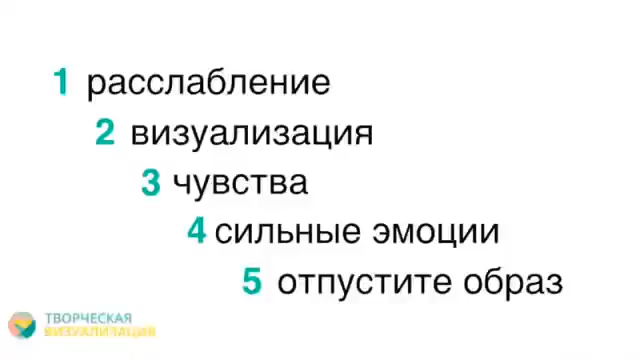 1 расслабление
2 визуализация
3 чувства
4 сильные эмоции
5 отпустите образ
ТВОРЧЕСКАЯ
ВИЗУАЛИЗАЦИЯ